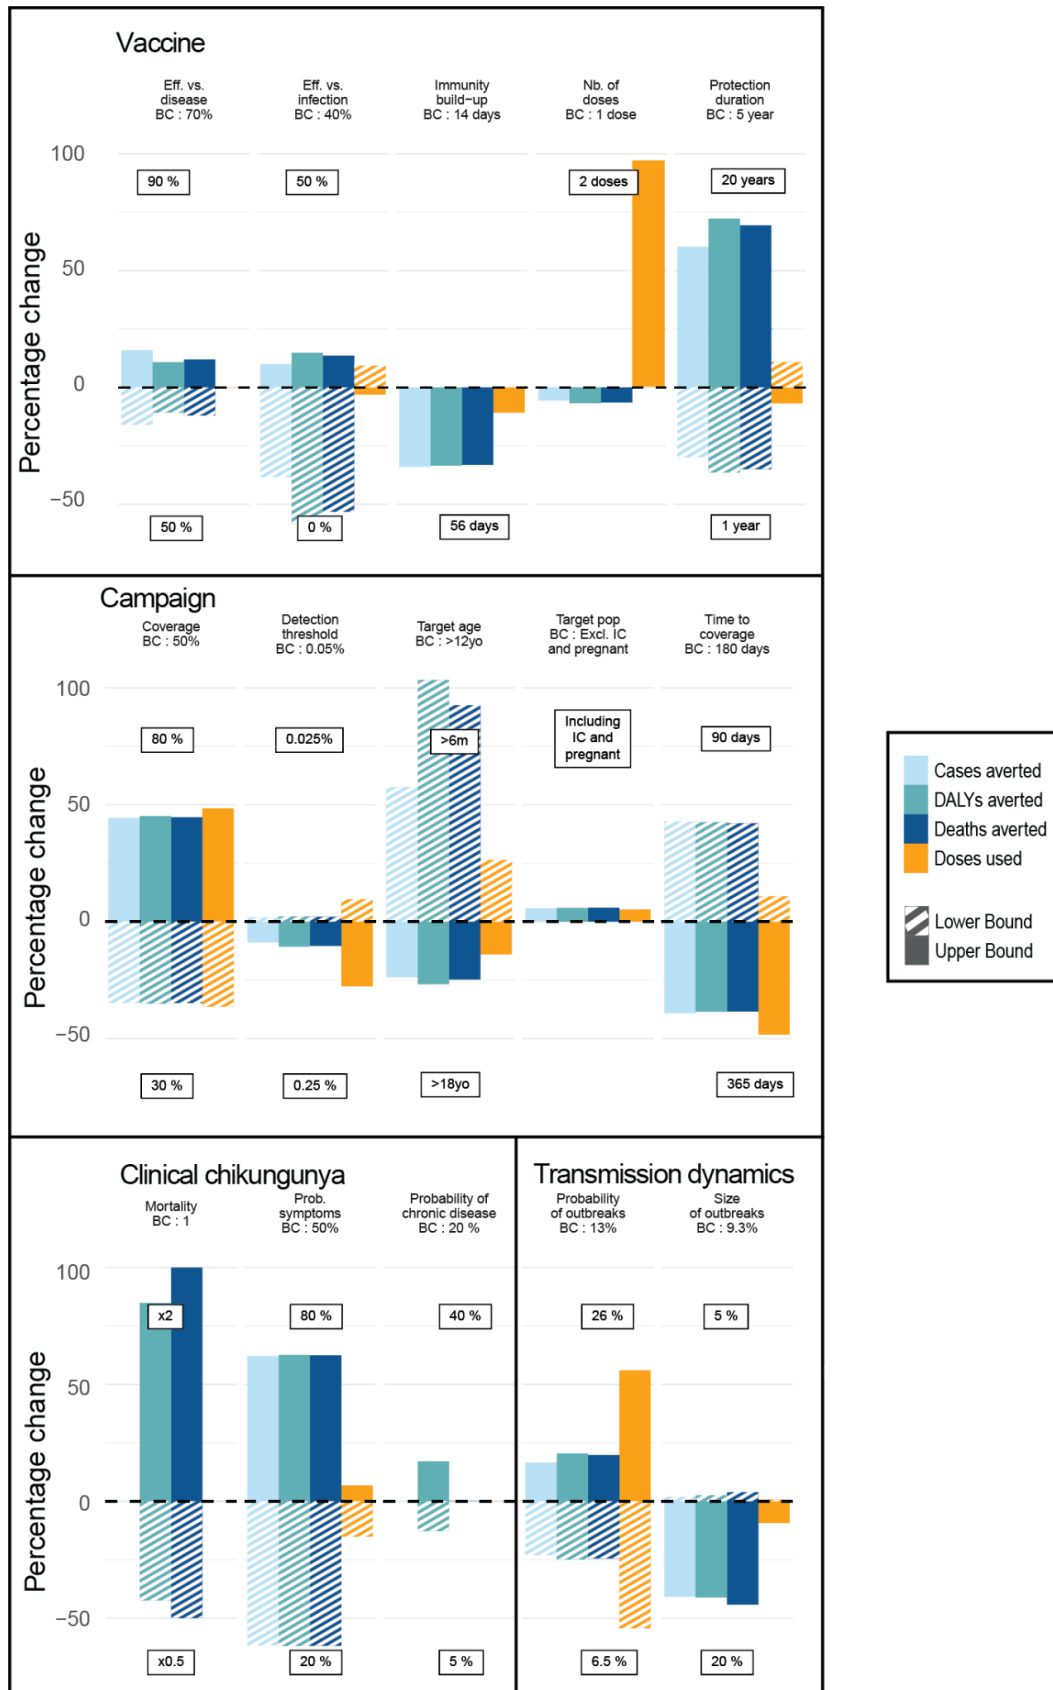 Vaccine
Eff. vs.
disease
BC : 70%
Eff. vs.
infection
BC : 40%
Immunity
build-up
BC : 14 days
Nb. of
doses
BC : 1 dose
Protection
duration
BC : 5 year
Percentage change
100
50
0
−50
90 %
50 %
2 doses
20 years
50 %
0 %
56 days
1 year
Campaign
Coverage
BC : 50%
Detection
threshold
BC : 0.05%
Target age
BC : >12yo
Target pop
BC : Excl. IC
and pregnant
Time to
coverage
BC : 180 days
Percentage change
100
50
0
−50
80 %
0.025%
>6m
Including
IC and
pregnant
90 days
30 %
0.25 %
>18yo
365 days
Cases averted
DALYs averted
Deaths averted
Doses used
Lower Bound
Upper Bound
Clinical chikungunya
Mortality
BC : 1
Prob.
symptoms
BC : 50%
Probability of
chronic disease
BC : 20 %
Transmission dynamics
Probability
of outbreaks
BC : 13%
Size
of outbreaks
BC : 9.3%
Percentage change
100
50
0
−50
x2
80 %
40 %
26 %
5 %
x0.5
20 %
5 %
6.5 %
20 %